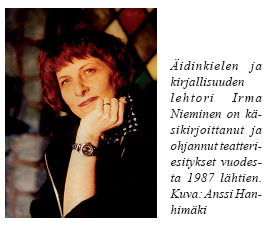 Äidinkielen ja
kirjallisuuden
lehtori Irma
Nieminen on kä-
sikirjoittanut ja
ohjannut teatteri-
esitykset vuodes-
ta 1987 lähtien.
Kuva: Anssi Han-
himäki